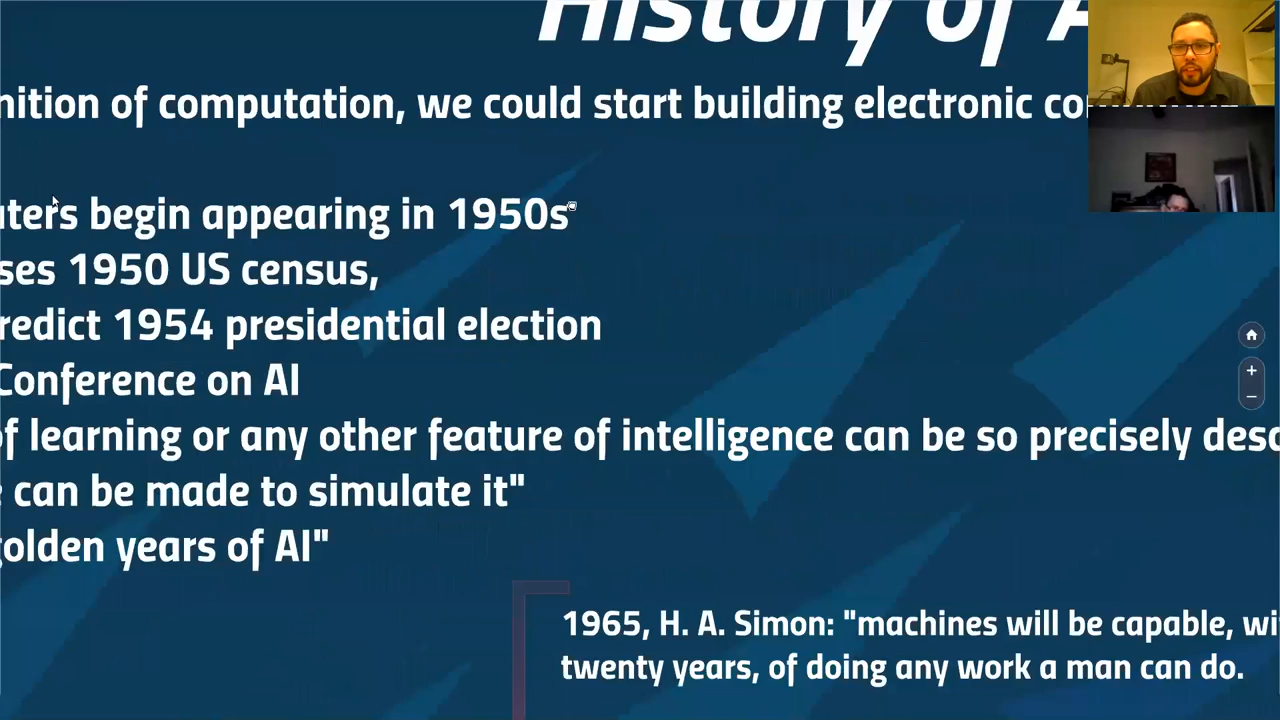 History of A
nition of computation, we could start building electronic co
ters begin appearing in 1950s
ses 1950 US census,
redict 1954 presidential election
Conference on AI
of learning or any other feature of intelligence can be so precisely desc
can be made to simulate it"
olden years of AI"
1965, H. A. Simon: "machines will be capable, wi
twenty years, of doing any work a man can do.